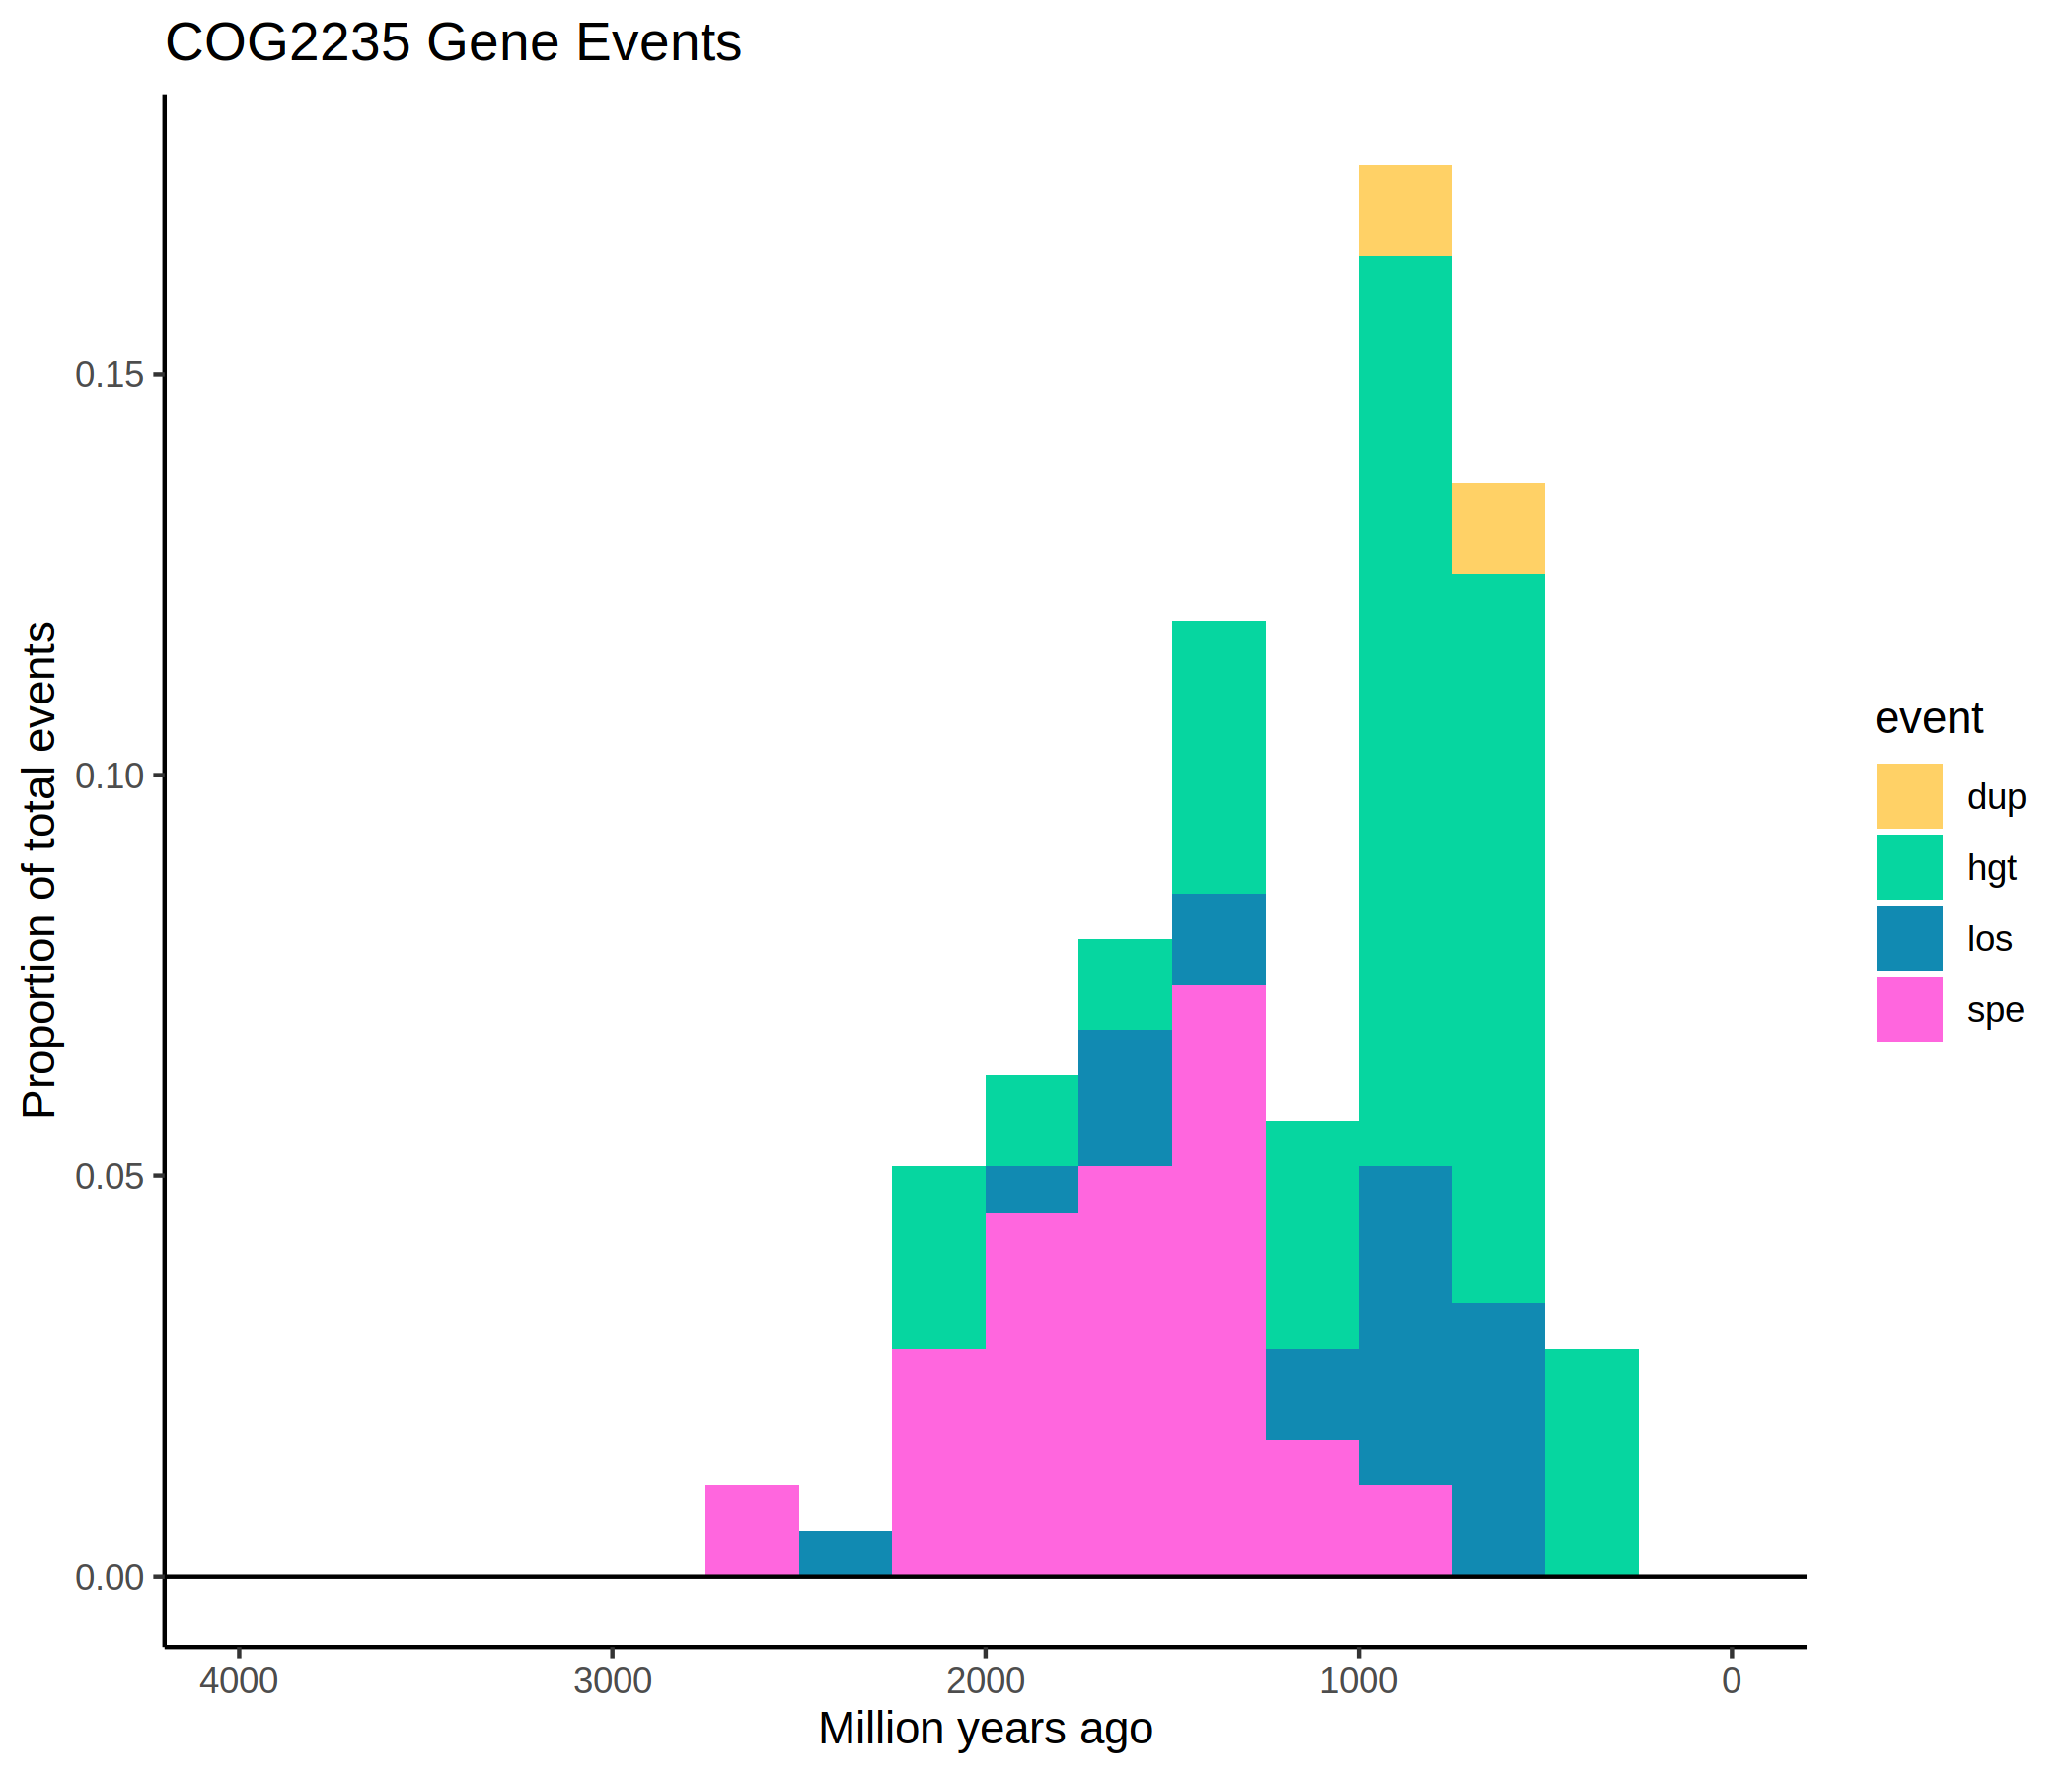 COG2235 Gene Events
Proportion of total events
0.15
0.10
0.05
0.00
4000 3000 2000 1000 0
Million years ago
event
dup
hgt
los
spe